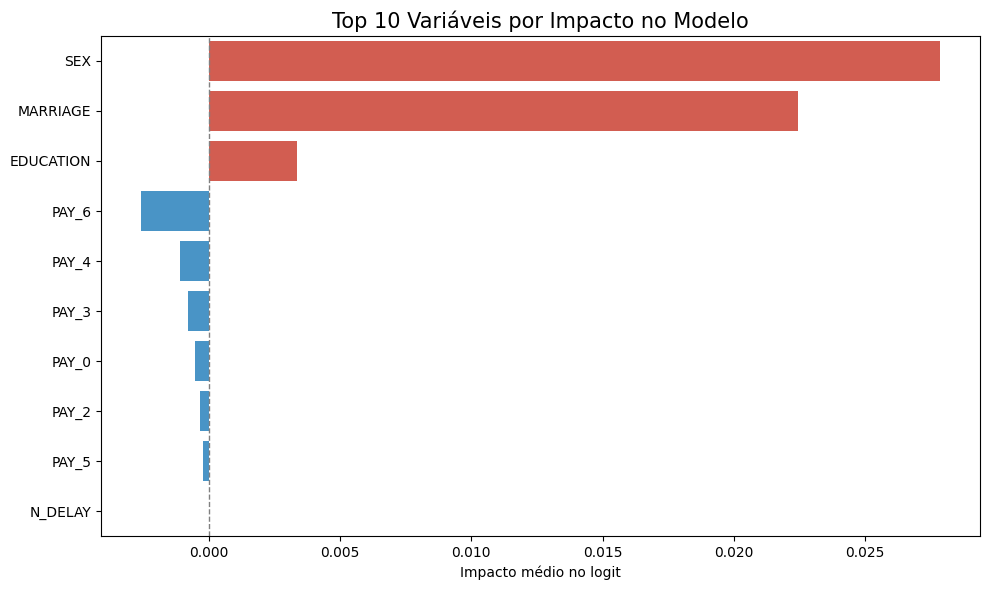 Top 10 Variáveis por Impacto no Modelo
SEX
MARRIAGE
EDUCATION
PAY_6
PAY_4
PAY_3
PAY_0
PAY_2
PAY_5
N_DELAY
0.000 0.005 0.010 0.015 0.020 0.025
Impacto médio no logit